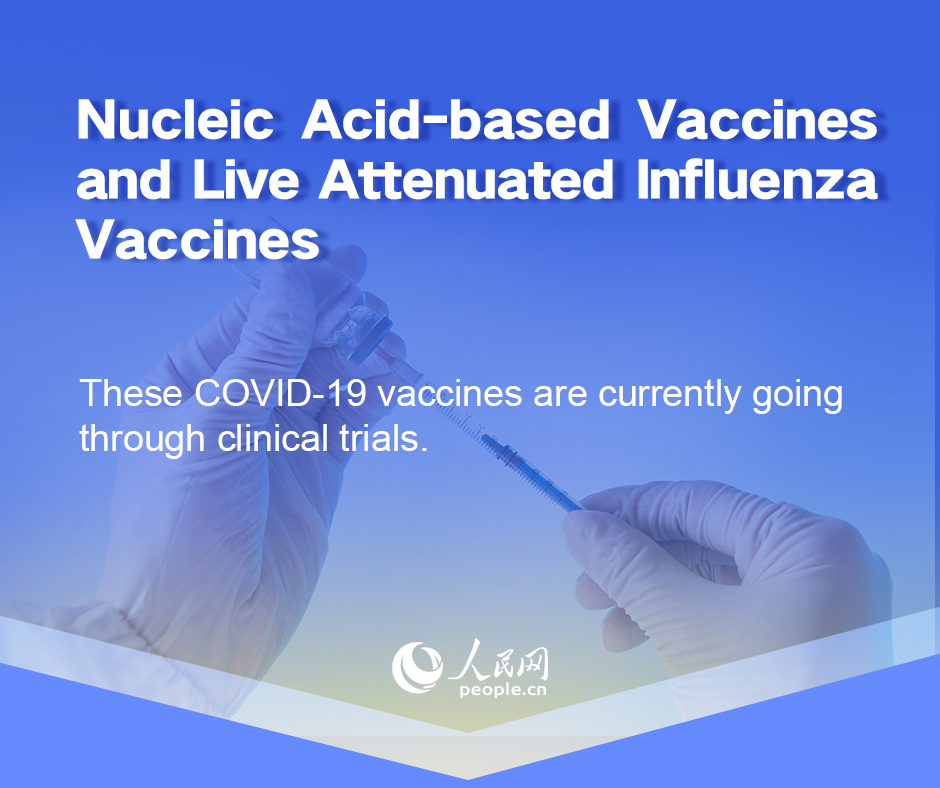 Nucleic Acid-based Vaccines
and Live Attenuated Influenza
Vaccines
These COVID-19 vaccines are currently going
through clinical trials.
人民网
people.cn